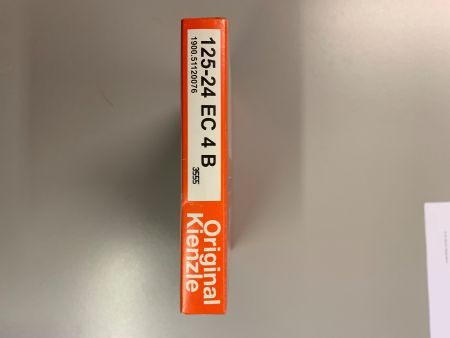 125-24 EC 4 B
1900.51120076
3555
Original
Kienzle